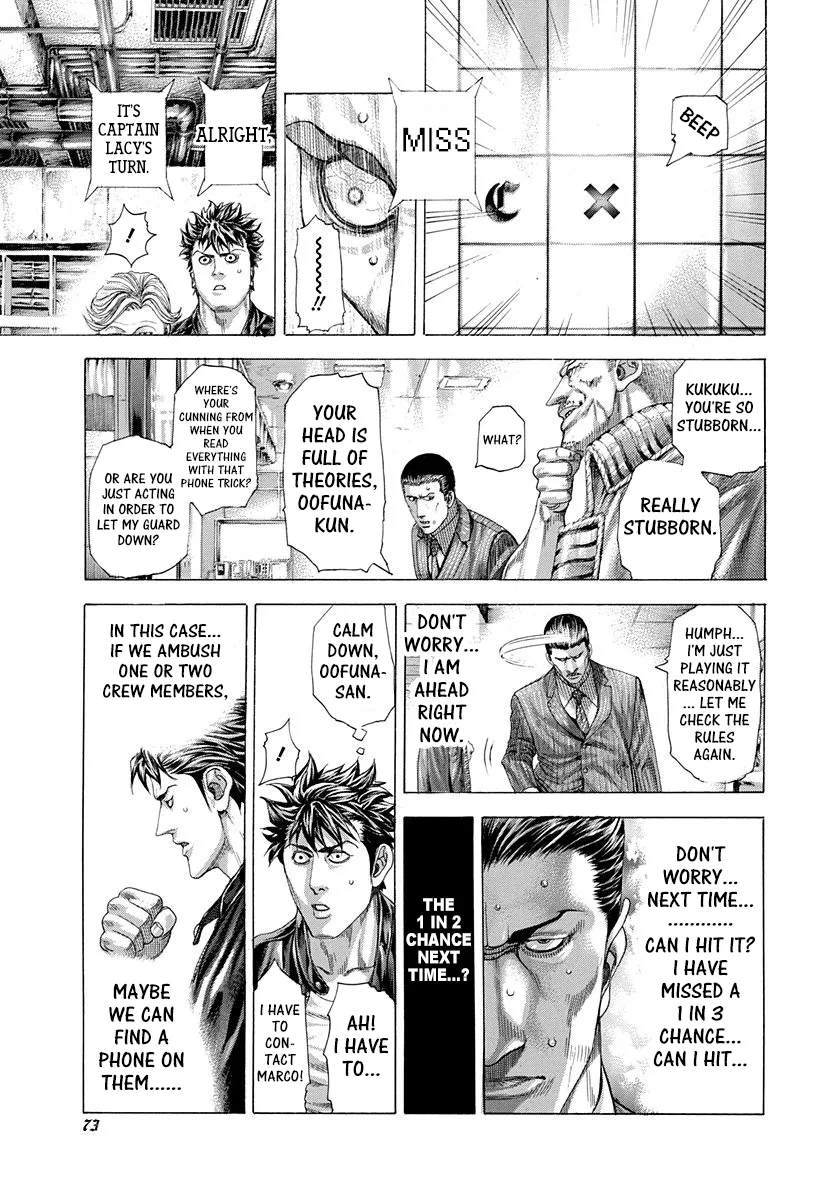 BEEP
C
MISS
!!
ALRIGHT,
IT'S
CAPTAIN
LACY'S
TURN.
!
KUKUKU...
YOU'RE SO
STUBBORN...
REALLY
STUBBORN.
WHAT?
YOUR
HEAD IS
FULL OF
THEORIES,
OOFUNA-
KUN.
WHERE'S
YOUR
CUNNING FROM
WHEN YOU
READ
EVERYTHING
WITH THAT
PHONE TRICK?
OR ARE YOU
JUST ACTING
IN ORDER TO
LET MY GUARD
DOWN?
HUMPH...
I'M JUST
PLAYING IT
REASONABLY
... LET ME
CHECK THE
RULES
AGAIN.
DON'T
WORRY...
I AM
AHEAD
RIGHT
NOW.
DON'T
WORRY...
NEXT TIME...
............
CAN I HIT IT?
I HAVE
MISSED A
1 IN 3
CHANCE...
CAN I HIT...
THE
1 IN 2
CHANCE
NEXT
TIME...?
CALM
DOWN,
OOFUNA-
SAN.
!
AH!
I HAVE
TO...
I HAVE
TO
CON-
TACT
MARCO!
IN THIS CASE...
IF WE AMBUSH
ONE OR TWO
CREW MEMBERS,
MAYBE
WE CAN
FIND A
PHONE ON
THEM......
73